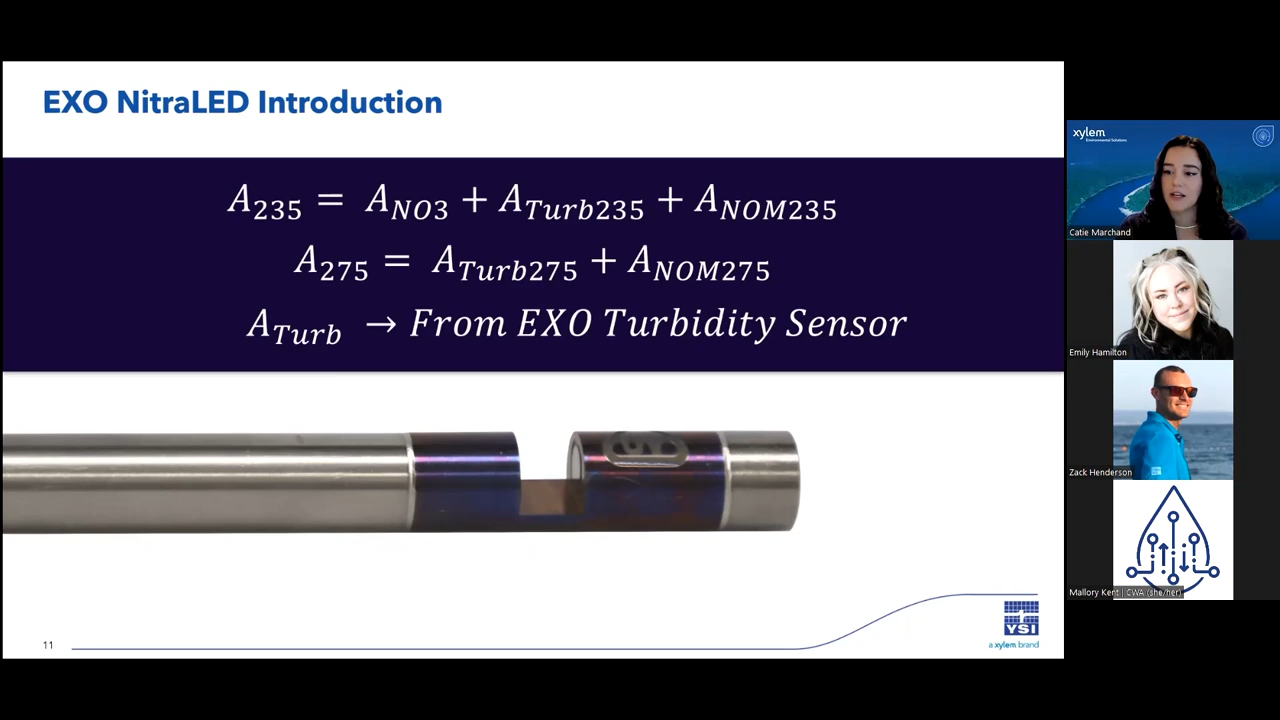 EXO NitraLED Introduction
A235 = ANO3 + ATurb235 + ANOM235
A275 = ATurb275 + ANOM275
ATurb → From EXO Turbidity Sensor
11
YSI
a xylem brand
xylem
Environmental Solutions
Catie Marchand
Emily Hamilton
Zack Henderson
Mallory Kent | CWA (she/her)